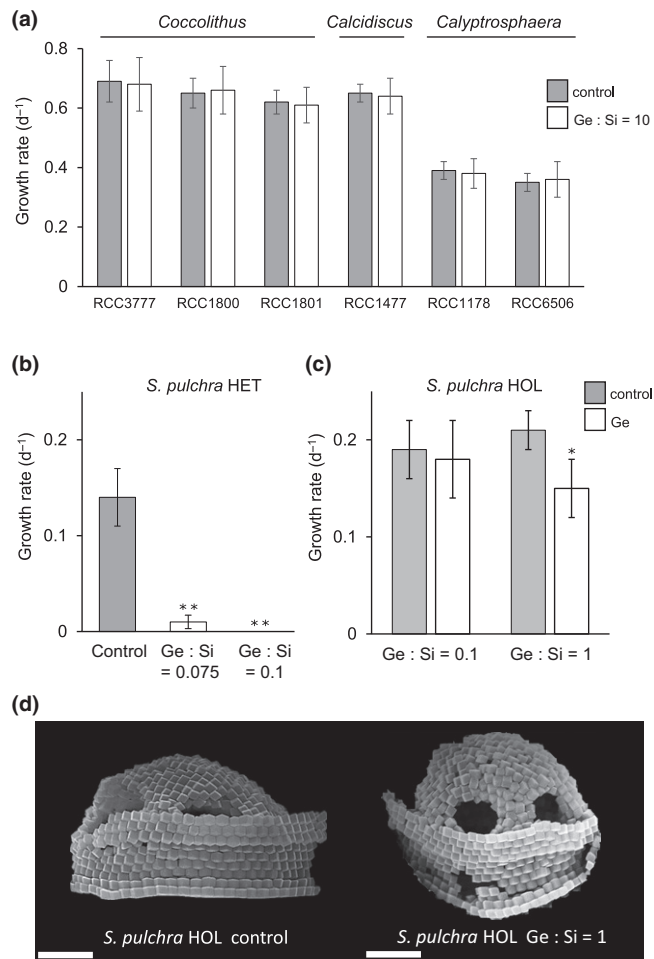 (a)
Coccolithus Calcidiscus Calyptrosphaera
0.8
0.6
0.4
0.2
0
Growth rate (d⁻¹)
control
Ge : Si = 10
RCC3777 RCC1800 RCC1801 RCC1477 RCC1178 RCC6506
(b)
S. pulchra HET
0.2
0.1
0
Growth rate (d⁻¹)
**
**
Control Ge : Si Ge : Si
= 0.075 = 0.1
(c)
S. pulchra HOL
control
Ge
0.2
0.1
0
Growth rate (d⁻¹)
*
Ge : Si = 0.1 Ge : Si = 1
(d)
S. pulchra HOL control
S. pulchra HOL Ge : Si = 1